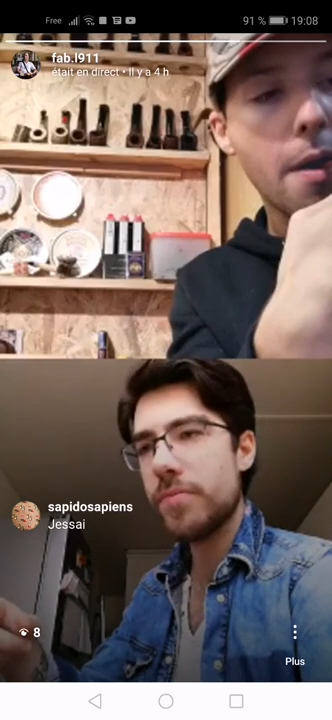 Free 91 % 19:08
fab.l911
était en direct • Il y a 4 h
sapidosapiens
Jessai
8
Plus